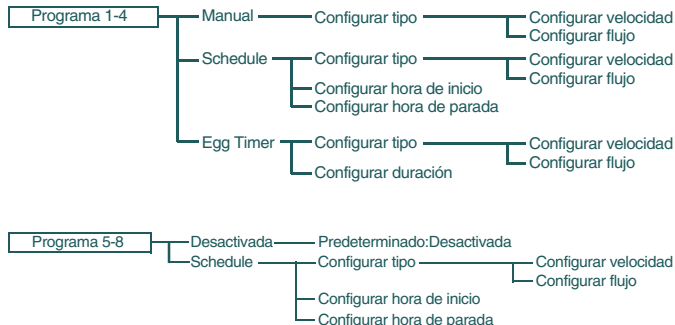 Programa 1-4 Manual Configurar tipo Configurar velocidad
Configurar flujo
Schedule Configurar tipo Configurar velocidad
Configurar flujo
Configurar hora de inicio
Configurar hora de parada
Egg Timer Configurar tipo Configurar velocidad
Configurar flujo
Configurar duración
Programa 5-8 Desactivada Predeterminado:Desactivada
Schedule Configurar tipo Configurar velocidad
Configurar flujo
Configurar hora de inicio
Configurar hora de parada